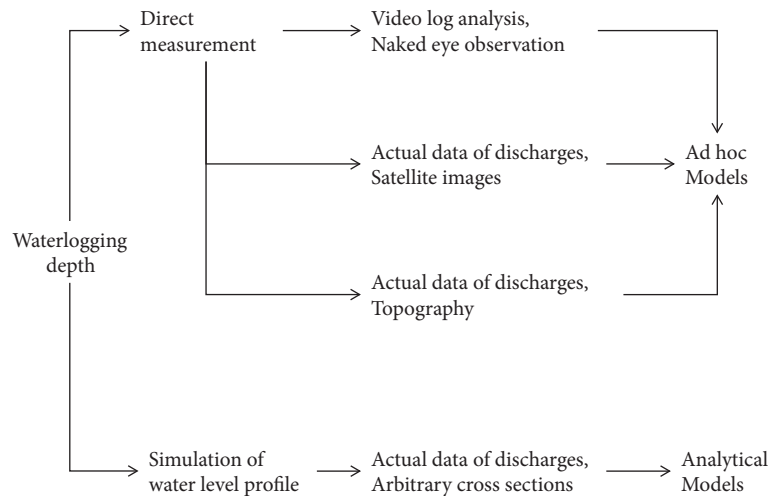 Direct
measurement
Video log analysis,
Naked eye observation
Actual data of discharges,
Satellite images
Ad hoc
Models
Waterlogging
depth
Actual data of discharges,
Topography
Simulation of
water level profile
Actual data of discharges,
Arbitrary cross sections
Analytical
Models